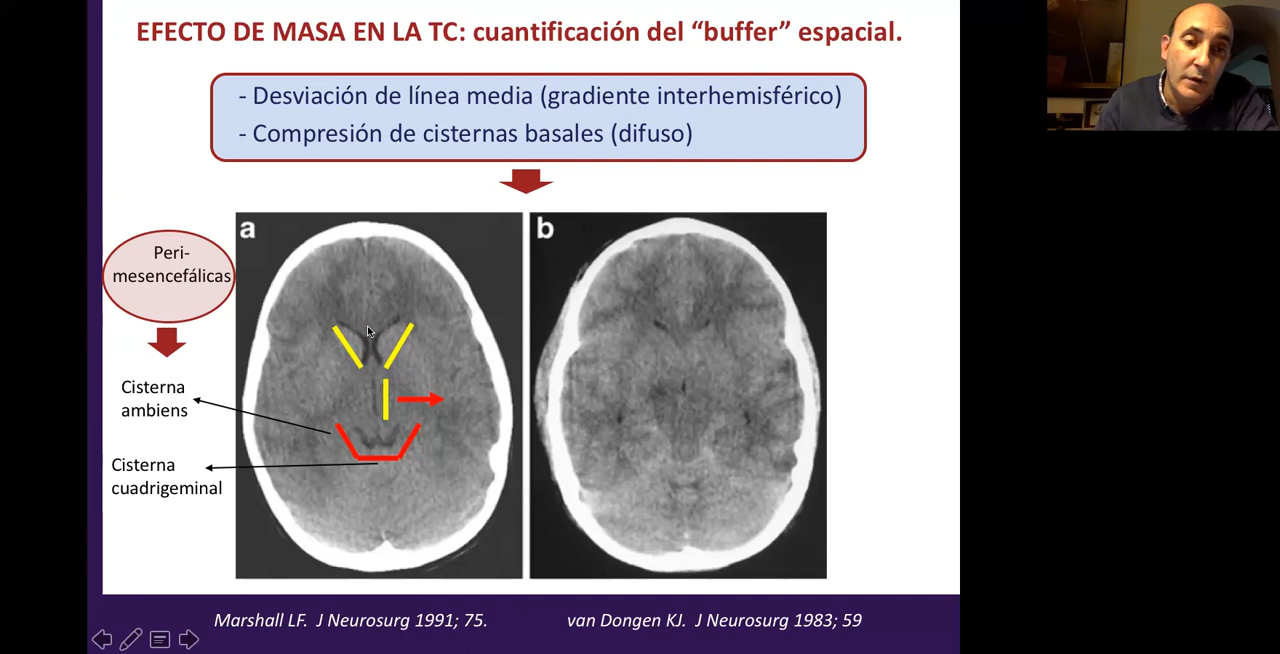 EFECTO DE MASA EN LA TC: cuantificación del “buffer” espacial.
- Desviación de línea media (gradiente interhemisférico)
- Compresión de cisternas basales (difuso)
a
b
Peri-
mesencefálicas
Cisterna
ambiens
Cisterna
cuadrigeminal
Marshall LF. J Neurosurg 1991; 75.
van Dongen KJ. J Neurosurg 1983; 59